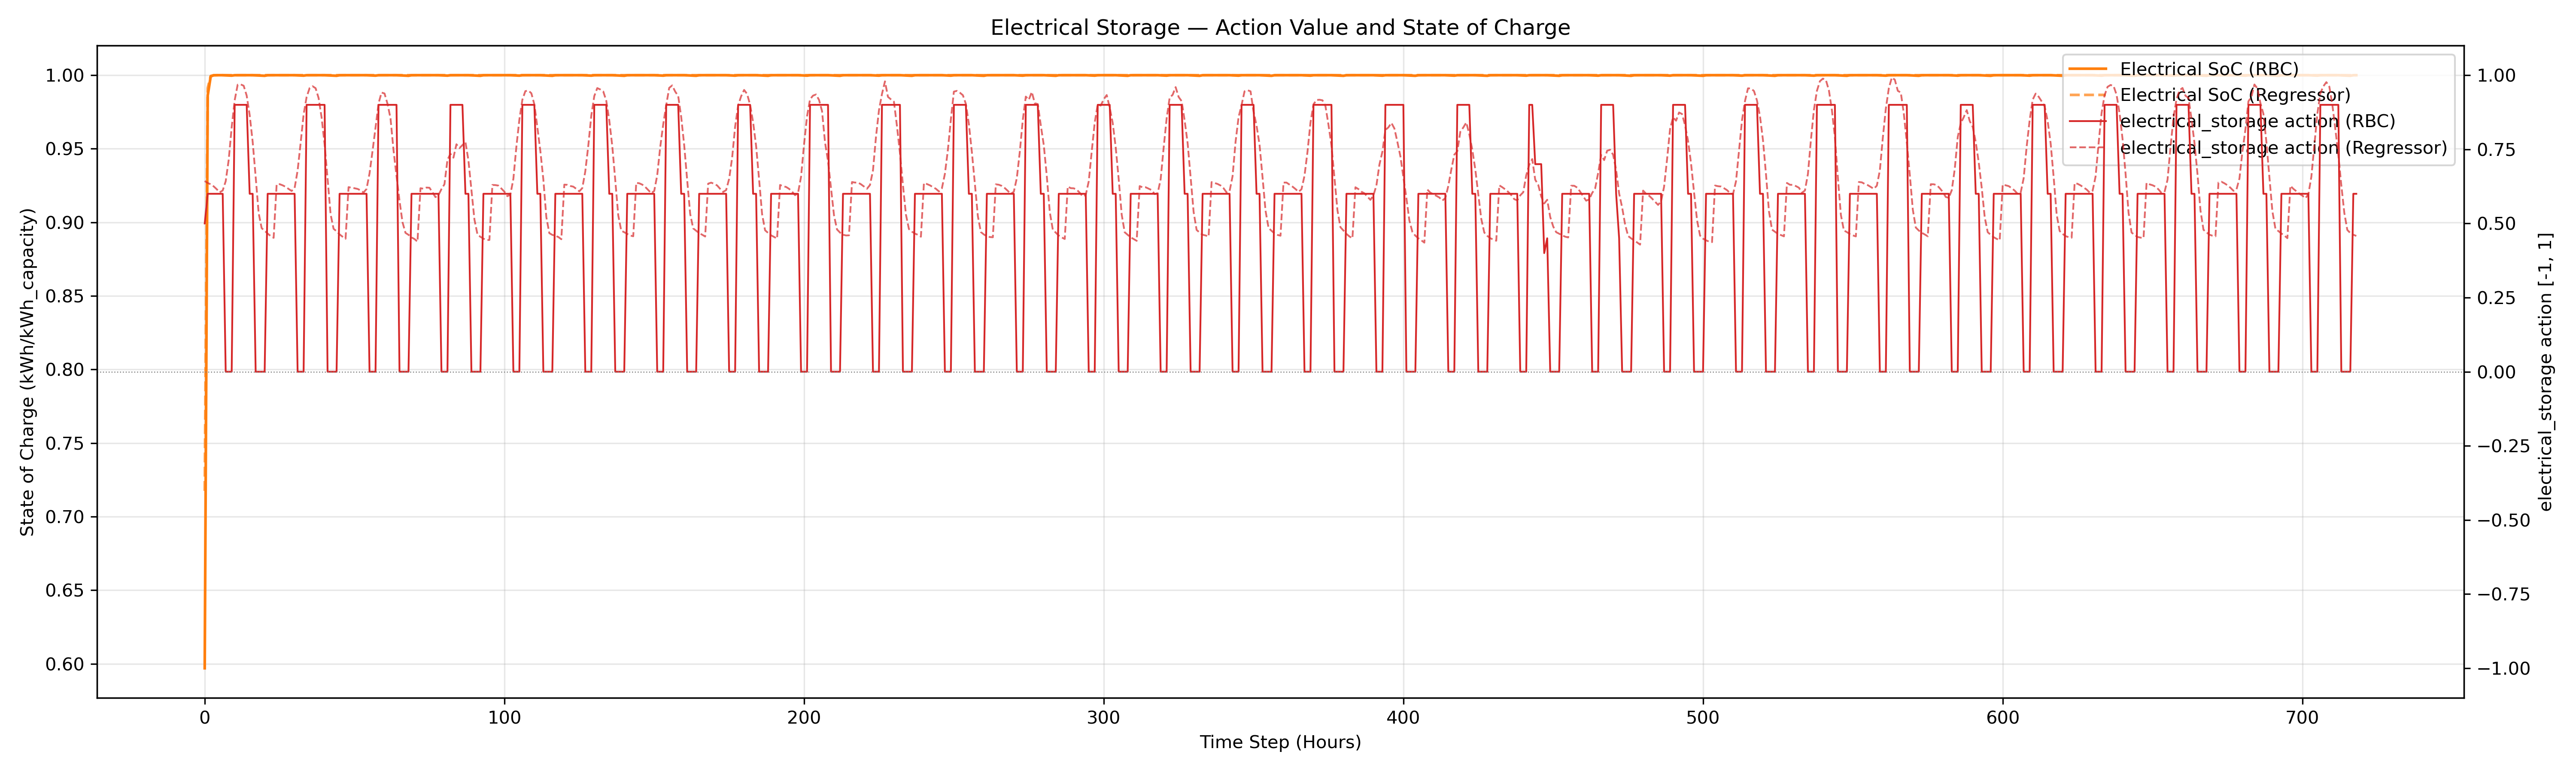 Electrical Storage — Action Value and State of Charge
Electrical SoC (RBC)
Electrical SoC (Regressor)
electrical_storage action (RBC)
electrical_storage action (Regressor)
State of Charge (kWh/kWh_capacity)
1.00
0.95
0.90
0.85
0.80
0.75
0.70
0.65
0.60
1.00
0.75
0.50
0.25
0.00
−0.25
−0.50
−0.75
−1.00
electrical_storage action [-1, 1]
0 100 200 300 400 500 600 700
Time Step (Hours)